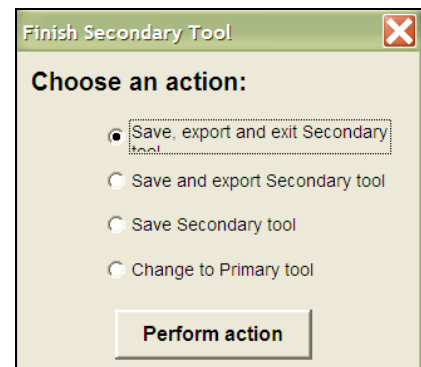 Finish Secondary Tool
Choose an action:
Save, export and exit Secondary
tool
Save and export Secondary tool
Save Secondary tool
Change to Primary tool
Perform action